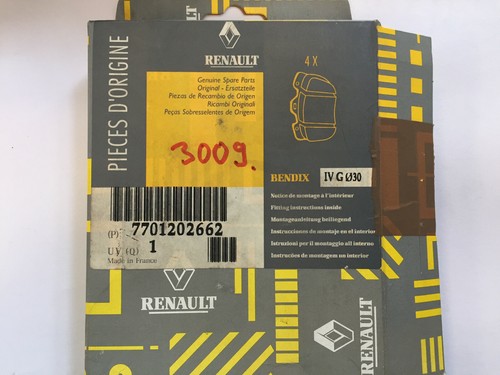 PIECES D'ORIGINE
RENAULT
Genuine Spare Parts
Original - Ersatzteile
Piezas de Recambio de Origen
Ricambi Originali
Peças Sobresselentes de Origem
4 X
3009.
BENDIX IV G Ø30
Notice de montage à l'intérieur
Fitting instructions inside
Montageanleitung beiliegend
Instrucciones de montaje en el interior
Istruzioni per il montaggio all interno
Instruções de montagem no interior
(P) 7701202662
UV (Q) 1
Made in France
RENAULT
RENAULT